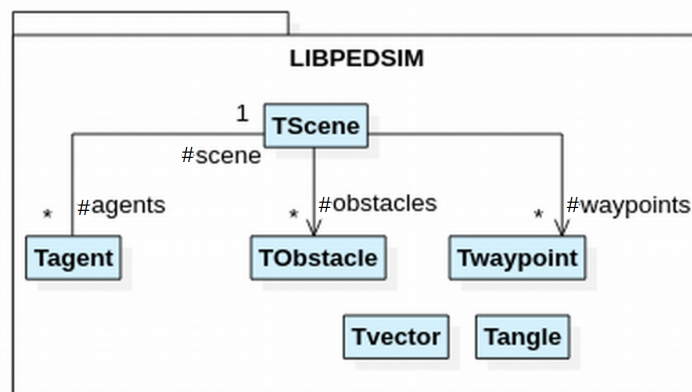 LIBPEDSIM
1
TScene
#scene
* #agents
* #obstacles
* #waypoints
Tagent
TObstacle
Twaypoint
Tvector
Tangle